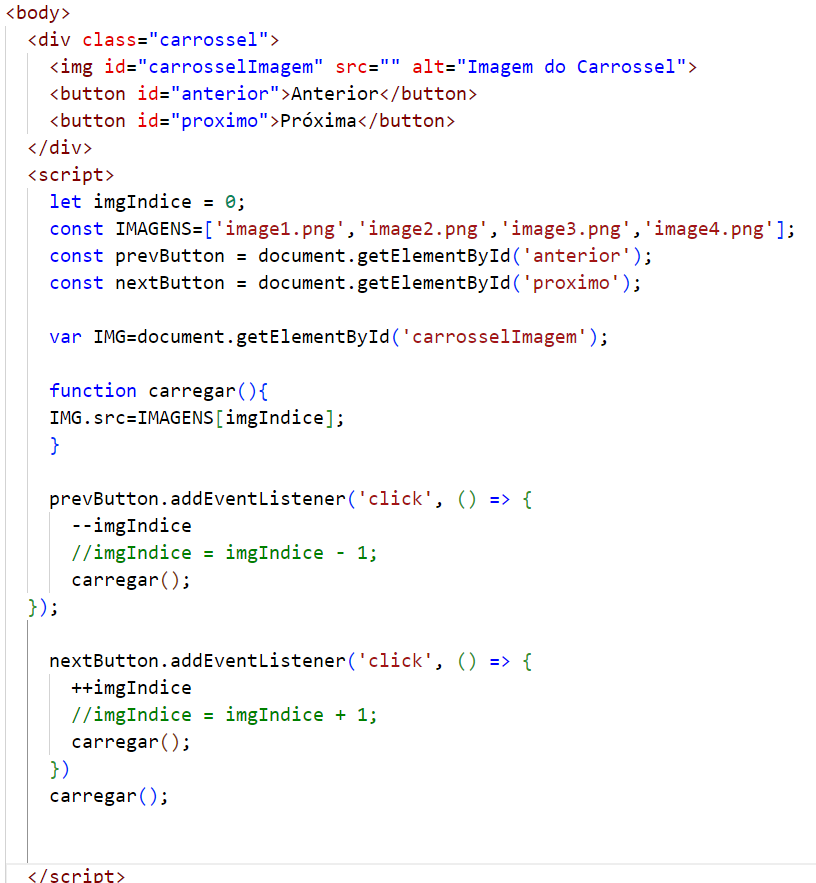 <body>
<div class="carrossel">
<img id="carrosselImagem" src="" alt="Imagem do Carrossel">
<button id="anterior">Anterior</button>
<button id="proximo">Próxima</button>
</div>
<script>
let imgIndice = 0;
const IMAGENS=['image1.png','image2.png','image3.png','image4.png'];
const prevButton = document.getElementById('anterior');
const nextButton = document.getElementById('proximo');
var IMG=document.getElementById('carrosselImagem');
function carregar(){
IMG.src=IMAGENS[imgIndice];
}
prevButton.addEventListener('click', () => {
--imgIndice
//imgIndice = imgIndice - 1;
carregar();
});
nextButton.addEventListener('click', () => {
++imgIndice
//imgIndice = imgIndice + 1;
carregar();
})
carregar();
</script>